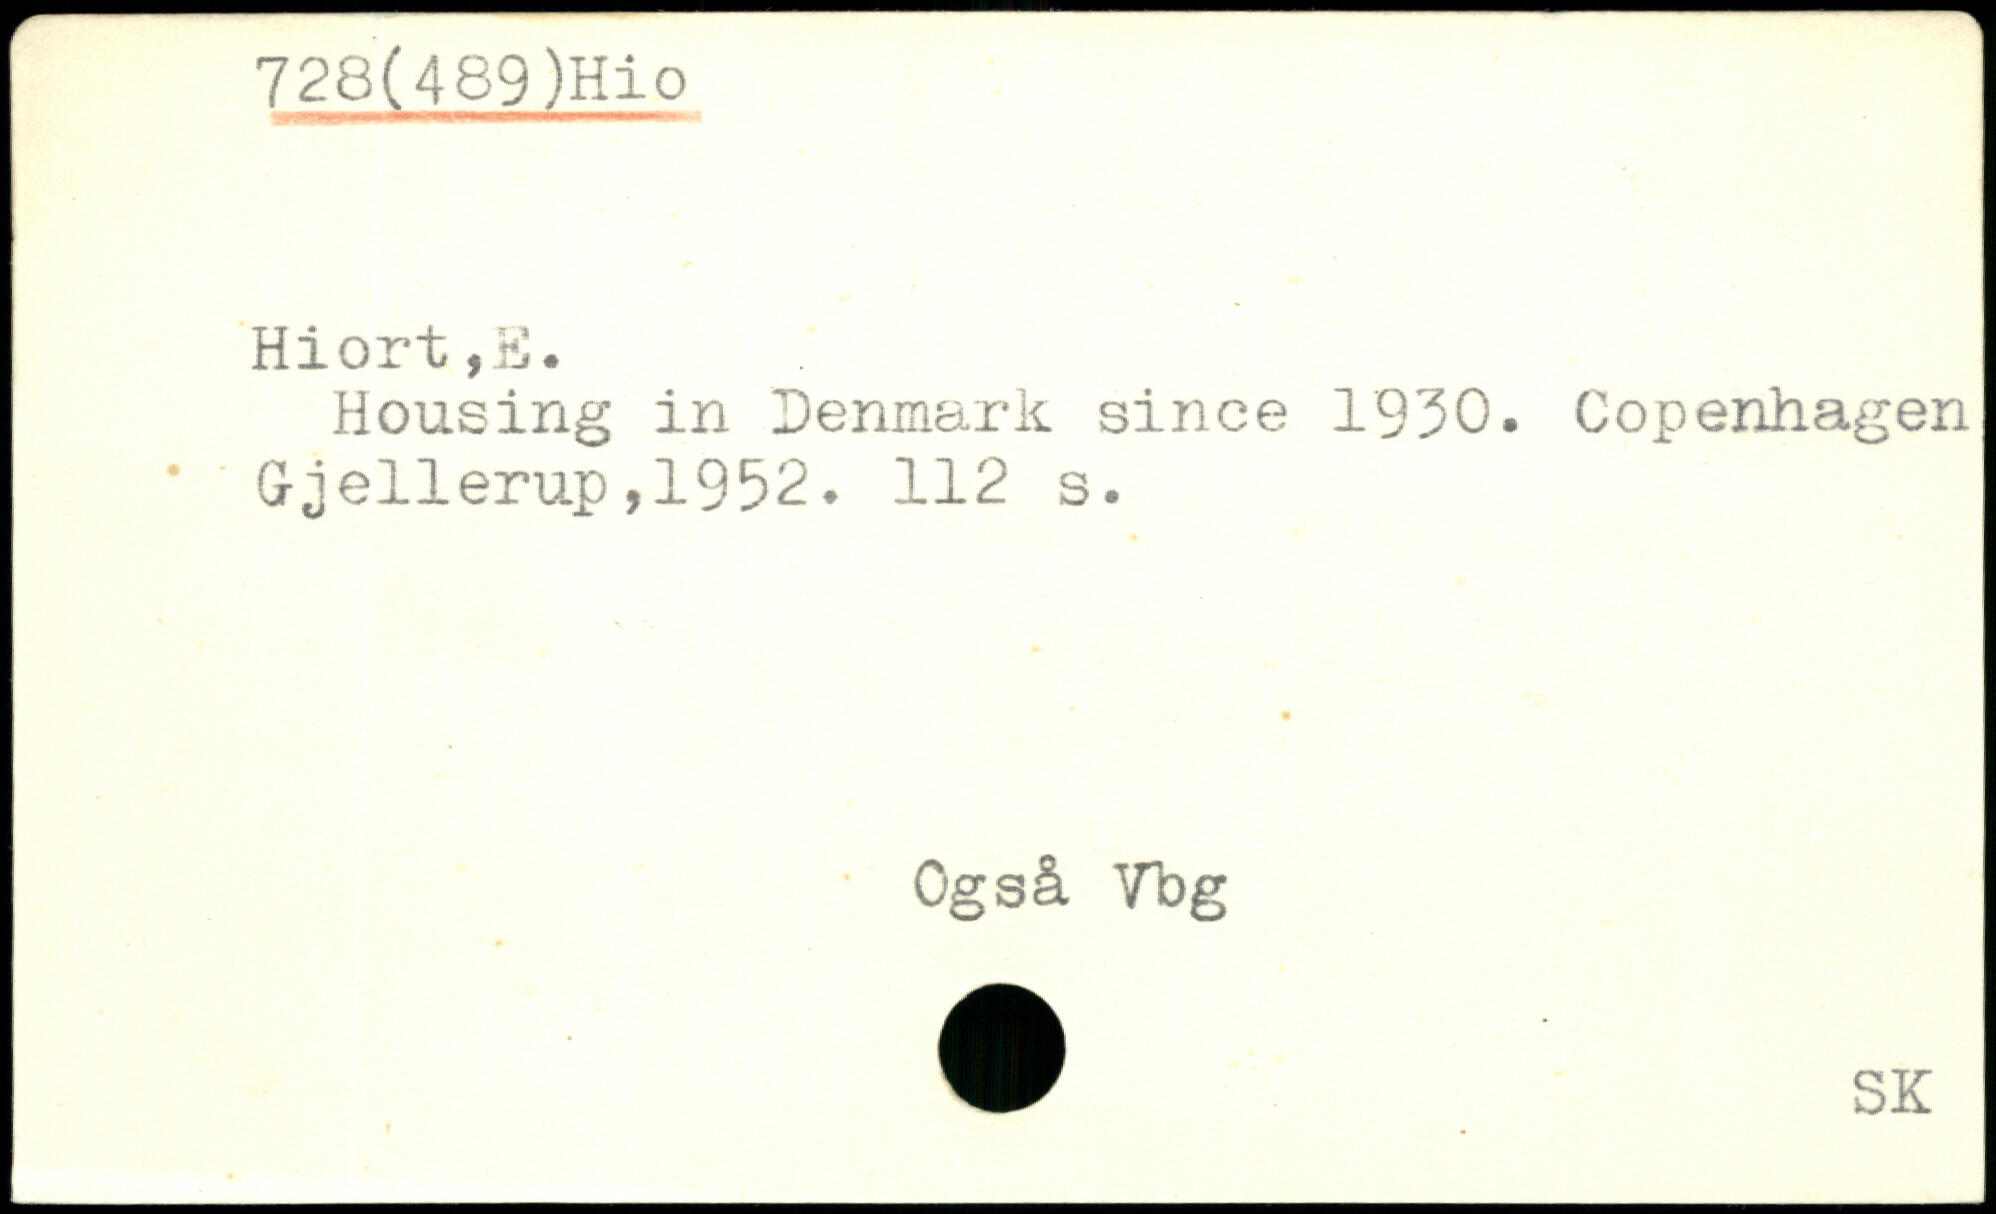 728(489)Hio
Hiort,E.
Housing in Denmark since 1930. Copenhagen
Gjellerup,1952. 112 s.
Også Vbg
SK